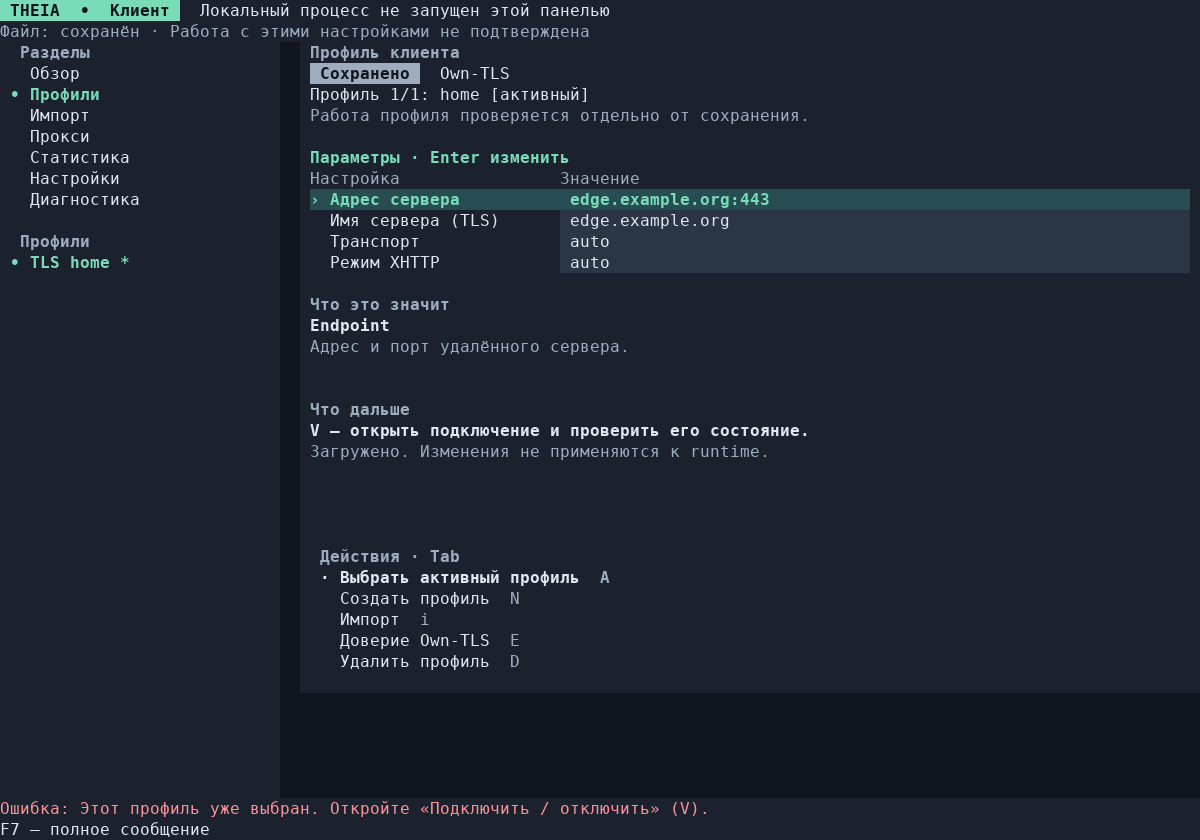 THEIA • Клиент Локальный процесс не запущен этой панелью
Файл: сохранён · Работа с этими настройками не подтверждена
Разделы
Обзор
• Профили
Импорт
Прокси
Статистика
Настройки
Диагностика
Профили
• TLS home *
Профиль клиента
Сохранено Own-TLS
Профиль 1/1: home [активный]
Работа профиля проверяется отдельно от сохранения.
Параметры · Enter изменить
Настройка Значение
› Адрес сервера edge.example.org:443
Имя сервера (TLS) edge.example.org
Транспорт auto
Режим XHTTP auto
Что это значит
Endpoint
Адрес и порт удалённого сервера.
Что дальше
V — открыть подключение и проверить его состояние.
Загружено. Изменения не применяются к runtime.
Действия · Tab
· Выбрать активный профиль A
Создать профиль N
Импорт i
Доверие Own-TLS E
Удалить профиль D
Ошибка: Этот профиль уже выбран. Откройте «Подключить / отключить» (V).
F7 — полное сообщение